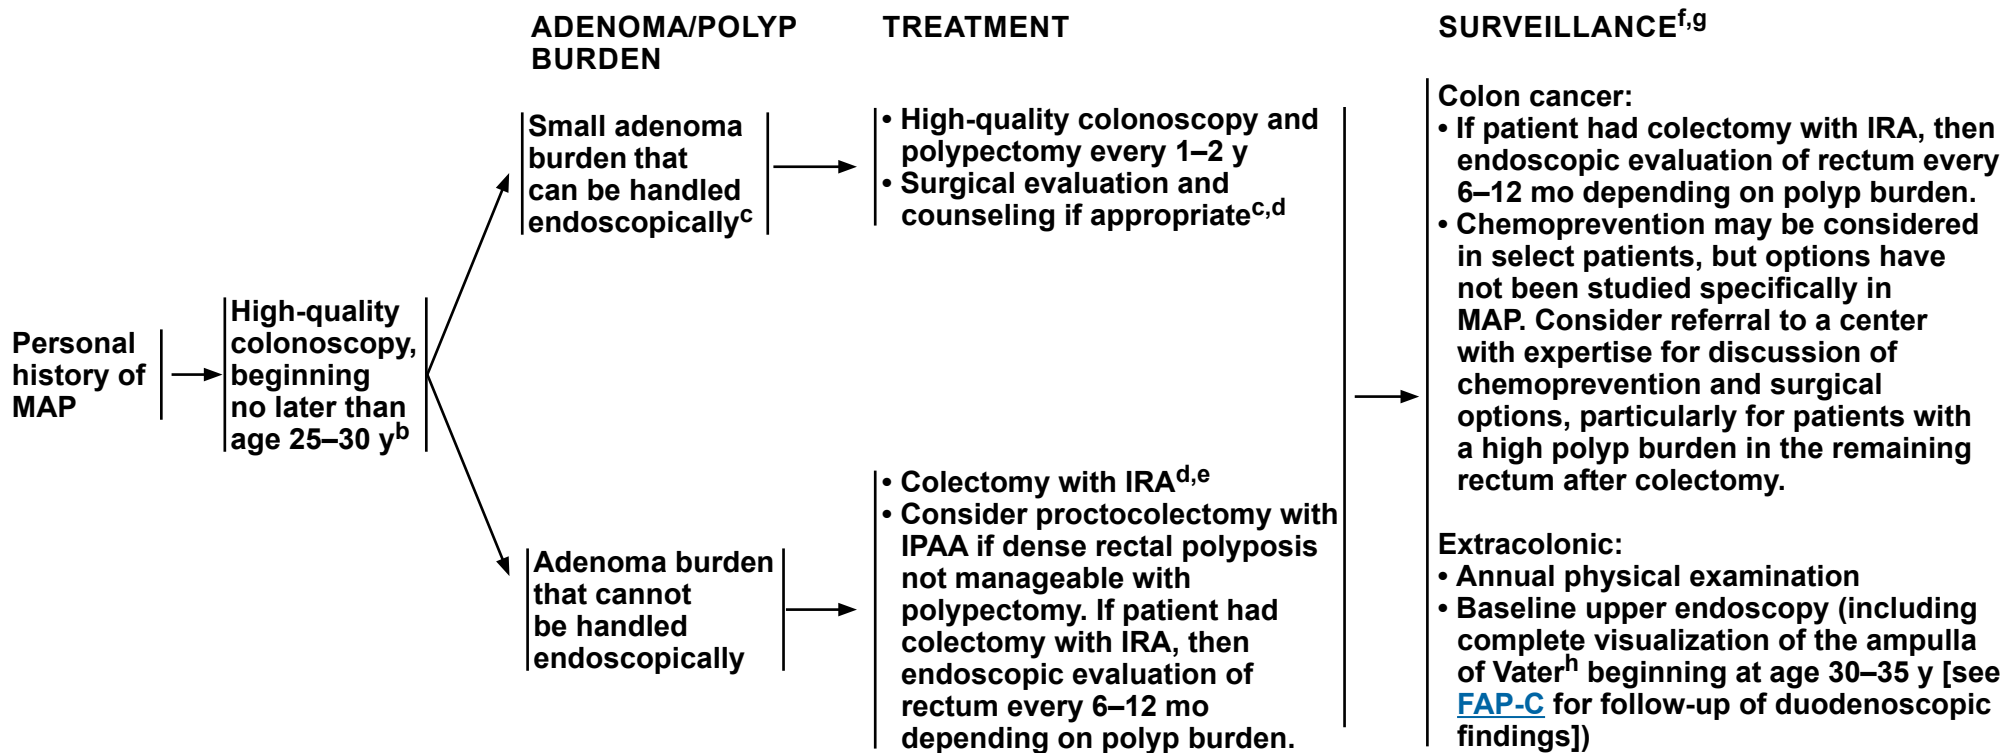 ADENOMA/POLYP
BURDEN
TREATMENT
SURVEILLANCEf,g
Personal
history of
MAP
High-quality
colonoscopy,
beginning
no later than
age 25–30 yb
Small adenoma
burden that
can be handled
endoscopicallyc
• High-quality colonoscopy and
polypectomy every 1–2 y
• Surgical evaluation and
counseling if appropriatec,d
Adenoma burden
that cannot
be handled
endoscopically
• Colectomy with IRAd,e
• Consider proctocolectomy with
IPAA if dense rectal polyposis
not manageable with
polypectomy. If patient had
colectomy with IRA, then
endoscopic evaluation of
rectum every 6–12 mo
depending on polyp burden.
Colon cancer:
• If patient had colectomy with IRA, then
endoscopic evaluation of rectum every
6–12 mo depending on polyp burden.
• Chemoprevention may be considered
in select patients, but options have
not been studied specifically in
MAP. Consider referral to a center
with expertise for discussion of
chemoprevention and surgical
options, particularly for patients with
a high polyp burden in the remaining
rectum after colectomy.
Extracolonic:
• Annual physical examination
• Baseline upper endoscopy (including
complete visualization of the ampulla
of Vaterh beginning at age 30–35 y [see
FAP-C for follow-up of duodenoscopic
findings])